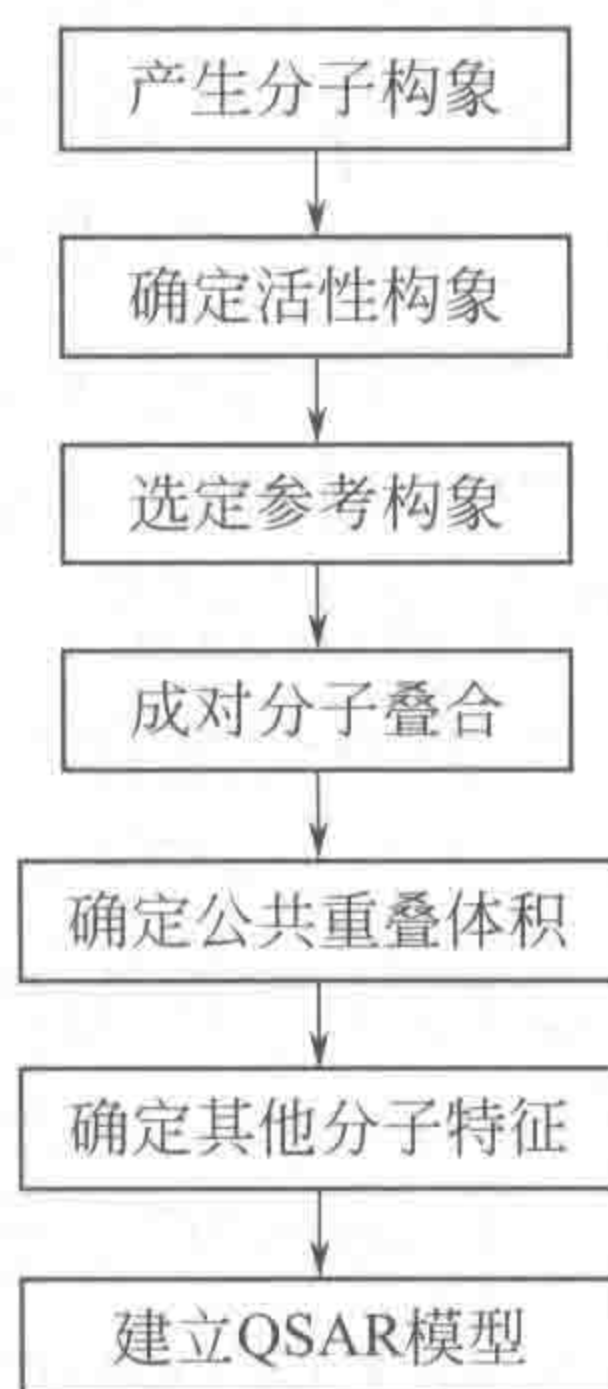 产生分子构象
确定活性构象
选定参考构象
成对分子叠合
确定公共重叠体积
确定其他分子特征
建立QSAR模型